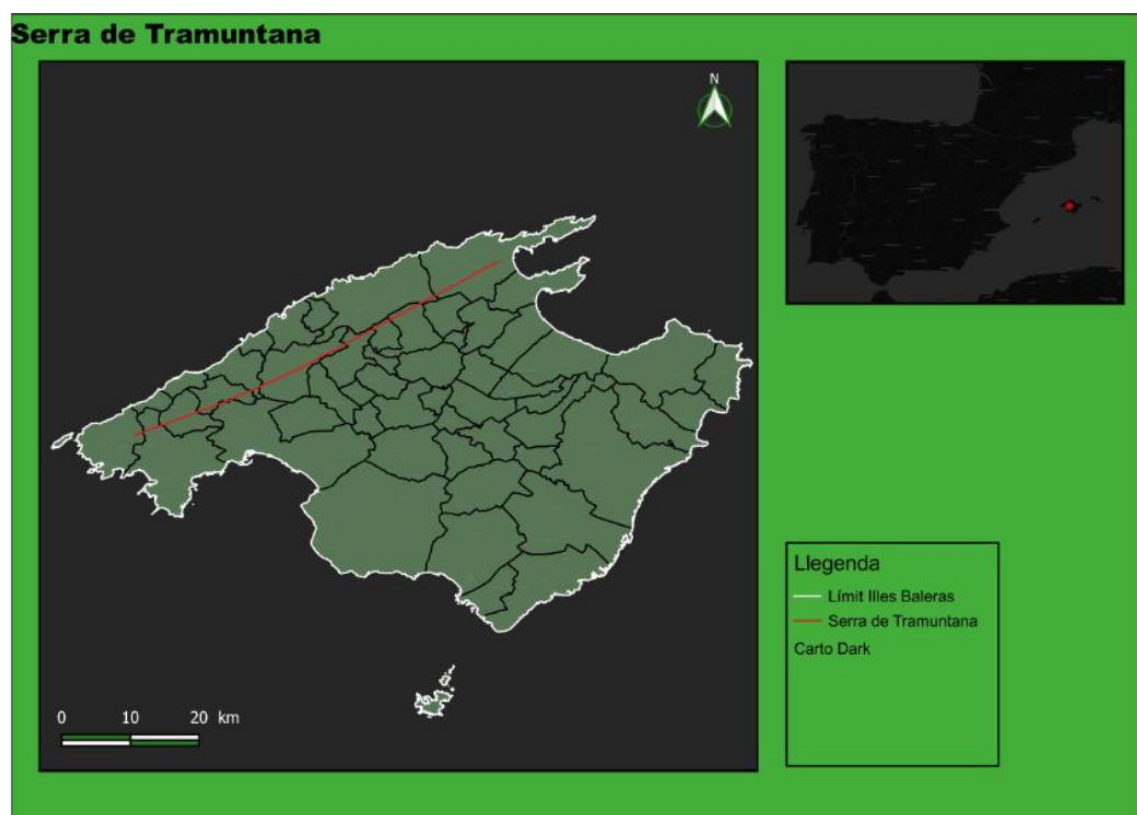 Serra de Tramuntana
N
0 10 20 km
Llegenda
Límit Illes Baleras
Serra de Tramuntana
Carto Dark